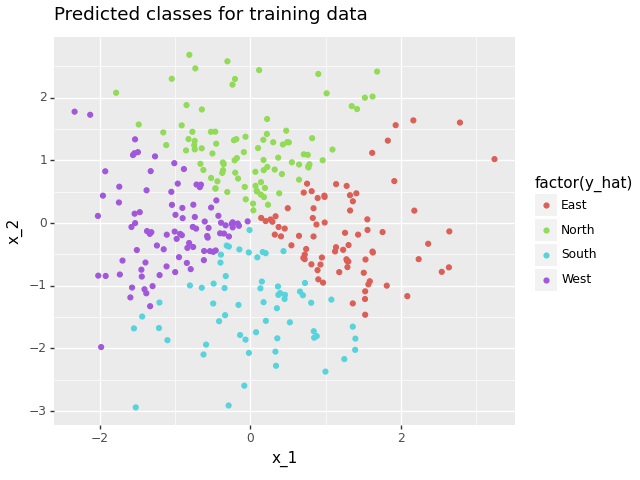 Predicted classes for training data
2
1
0
−1
−2
−3
x_2
−2
0
2
x_1
factor(y_hat)
East
North
South
West